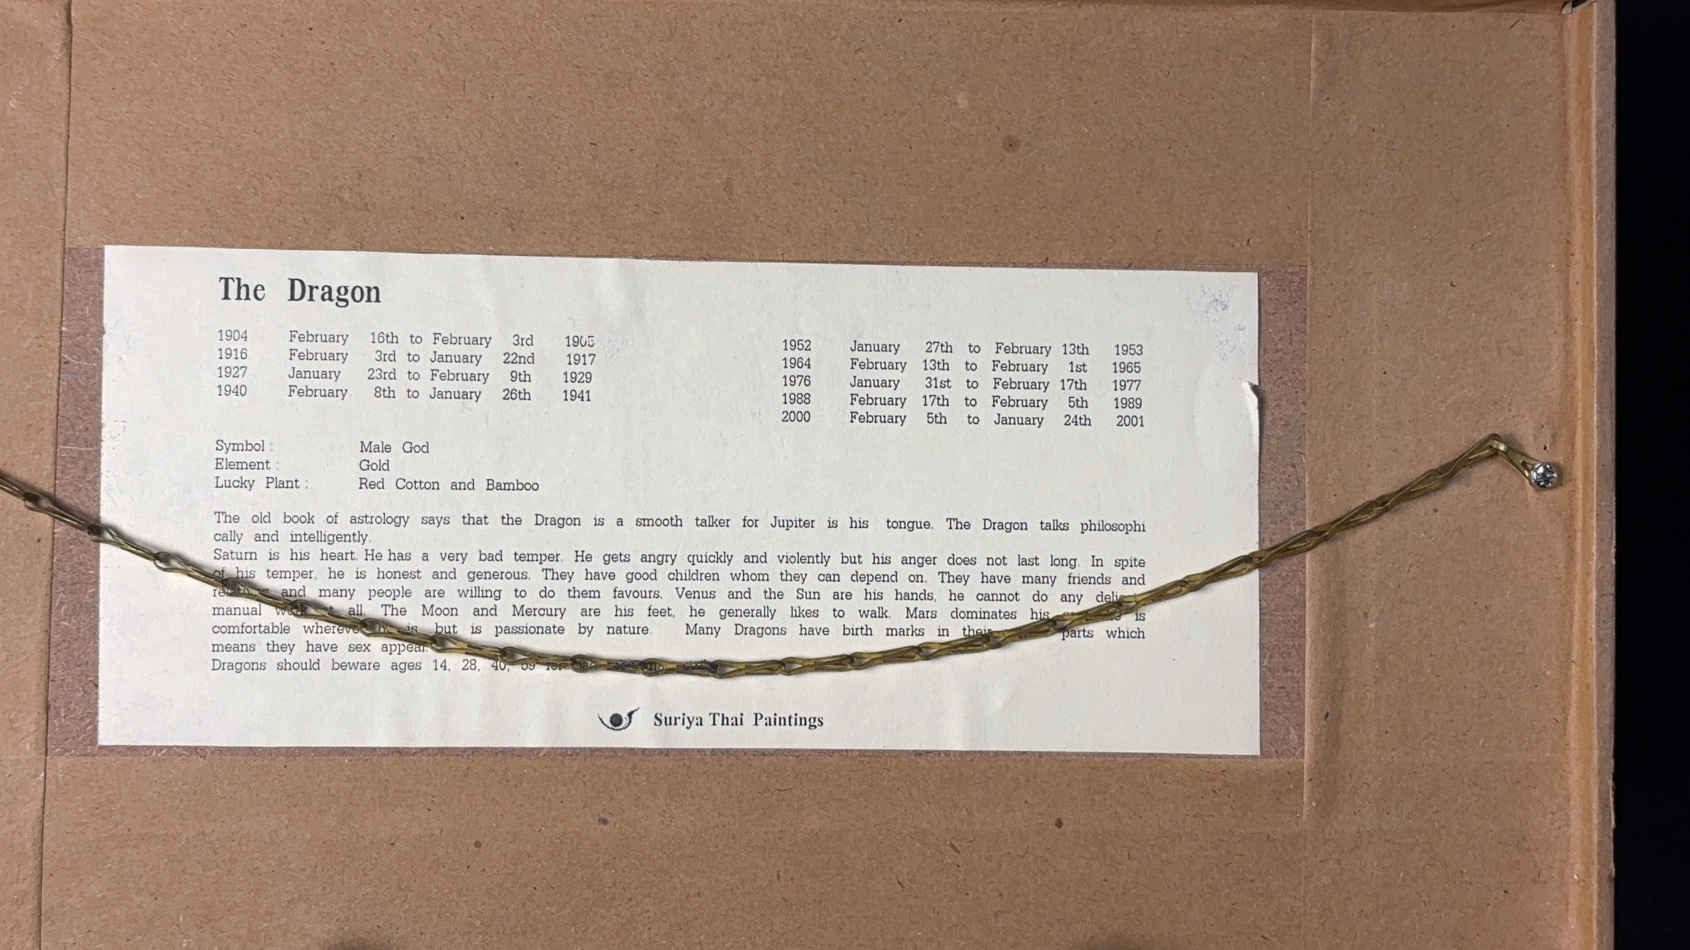 The Dragon
1904 February 16th to February 3rd 1905
1916 February 3rd to January 22nd 1917
1927 January 23rd to February 9th 1929
1940 February 8th to January 26th 1941
1952 January 27th to February 13th 1953
1964 February 13th to February 1st 1965
1976 January 31st to February 17th 1977
1988 February 17th to February 5th 1989
2000 February 5th to January 24th 2001
Symbol : Male God
Element : Gold
Lucky Plant : Red Cotton and Bamboo
The old book of astrology says that the Dragon is a smooth talker for Jupiter is his tongue. The Dragon talks philosophi
cally and intelligently.
Saturn is his heart. He has a very bad temper. He gets angry quickly and violently but his anger does not last long. In spite
of his temper, he is honest and generous. They have good children whom they can depend on. They have many friends and
and many people are willing to do them favours. Venus and the Sun are his hands, he cannot do any
manual at all. The Moon and Mercury are his feet, he generally likes to walk. Mars dominates his is
comfortable is but is passionate by nature. Many Dragons have birth marks in their parts which
means they have sex appeal.
Dragons should beware ages 14, 28, 40,
Suriya Thai Paintings